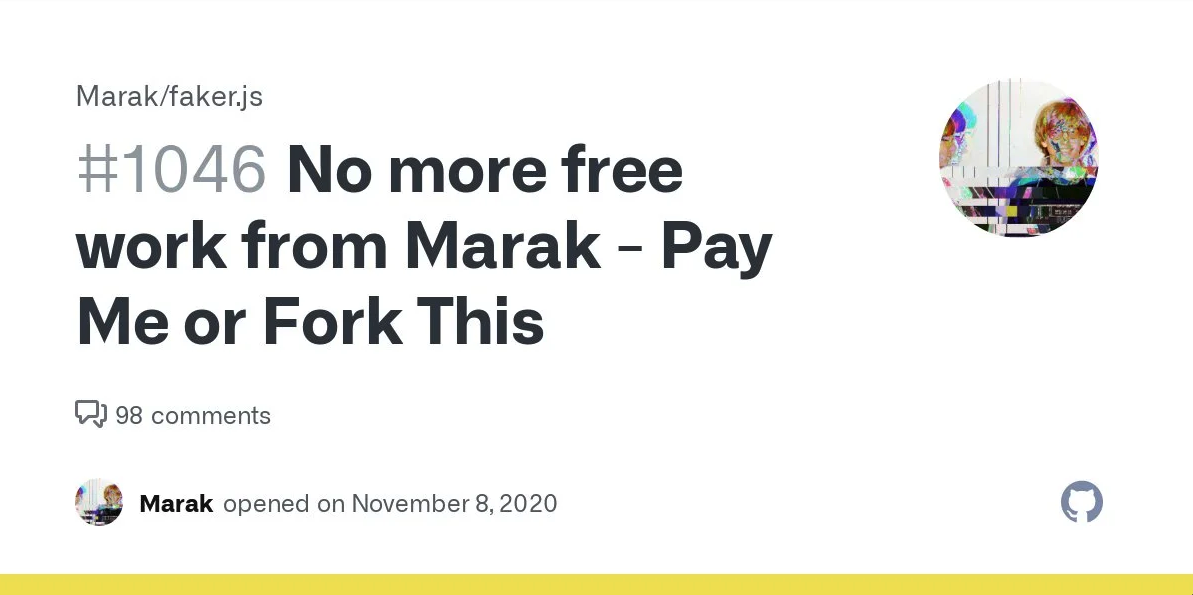 Marak/faker.js
#1046 No more free
work from Marak - Pay
Me or Fork This
98 comments
Marak opened on November 8, 2020